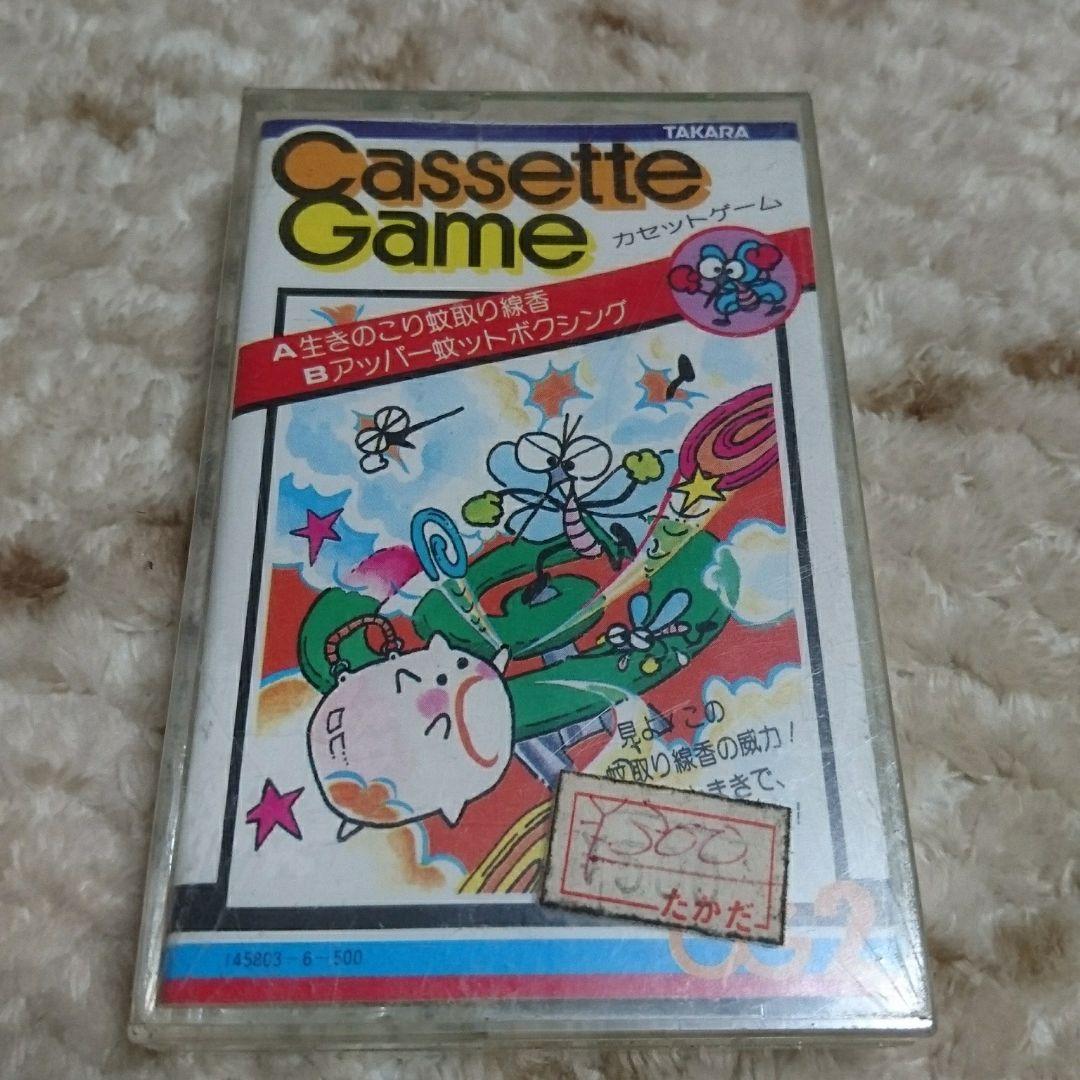 TAKARA
Cassette
Game
カセットゲーム
A生きのこり蚊取り線香
Bアッパー蚊ットボクシング
見よ!この
蚊取り線香の威力!
まきで、
¥500
たかだ
CG2
145803-6-500